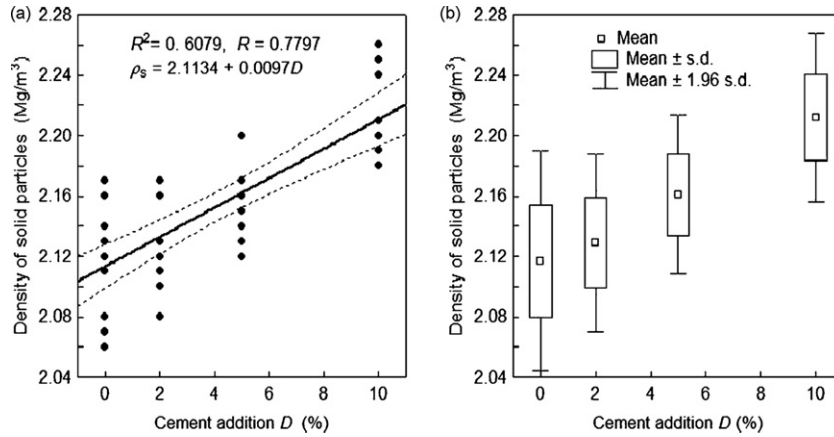 (a)
R²= 0. 6079, R = 0.7797
ρs = 2.1134 + 0.0097D
Density of solid particles (Mg/m³)
2.28
2.24
2.20
2.16
2.12
2.08
2.04
0 2 4 6 8 10
Cement addition D (%)
(b)
Mean
Mean ± s.d.
Mean ± 1.96 s.d.
Density of solid particles (Mg/m³)
2.28
2.24
2.20
2.16
2.12
2.08
2.04
0 2 4 6 8 10
Cement addition D (%)